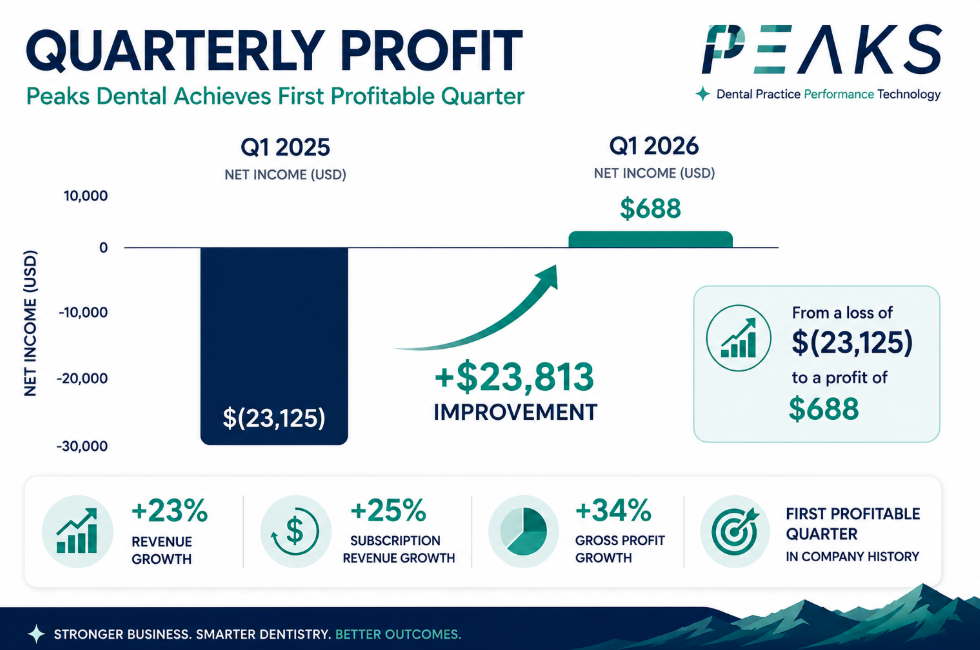 QUARTERLY PROFIT
Peaks Dental Achieves First Profitable Quarter
PEAKS
Dental Practice Performance Technology
Q1 2025
NET INCOME (USD)
Q1 2026
NET INCOME (USD)
$688
NET INCOME (USD)
10,000
0
-10,000
-20,000
-30,000
$(23,125)
+$23,813
IMPROVEMENT
From a loss of
$(23,125)
to a profit of
$688
+23%
REVENUE
GROWTH
$
+25%
SUBSCRIPTION
REVENUE GROWTH
+34%
GROSS PROFIT
GROWTH
FIRST PROFITABLE
QUARTER
IN COMPANY HISTORY
STRONGER BUSINESS. SMARTER DENTISTRY. BETTER OUTCOMES.